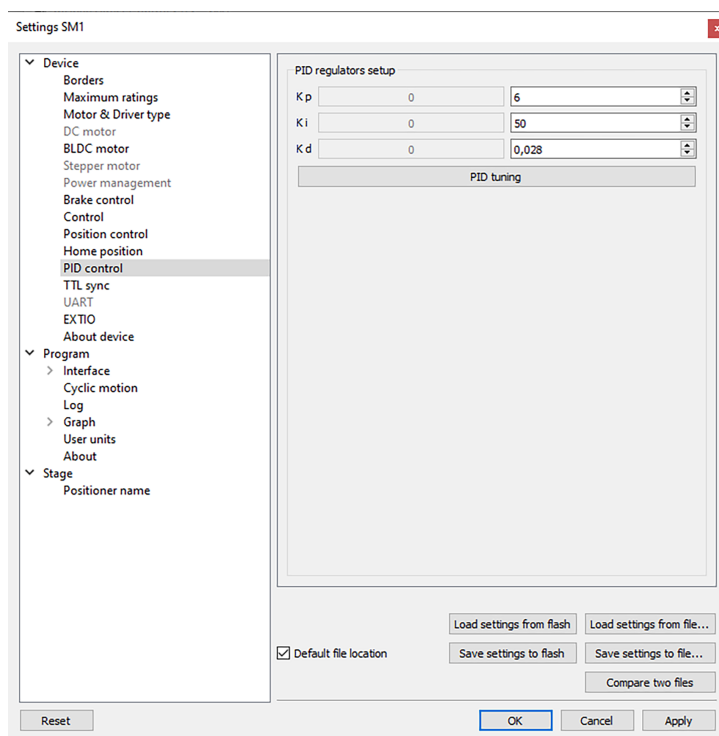 Settings SM1
Device
Borders
Maximum ratings
Motor & Driver type
DC motor
BLDC motor
Stepper motor
Power management
Brake control
Control
Position control
Home position
PID control
TTL sync
UART
EXTIO
About device
Program
Interface
Cyclic motion
Log
Graph
User units
About
Stage
Positioner name
PID regulators setup
Kp 0 6
Ki 0 50
Kd 0 0,028
PID tuning
Load settings from flash Load settings from file...
Default file location Save settings to flash Save settings to file...
Compare two files
Reset OK Cancel Apply